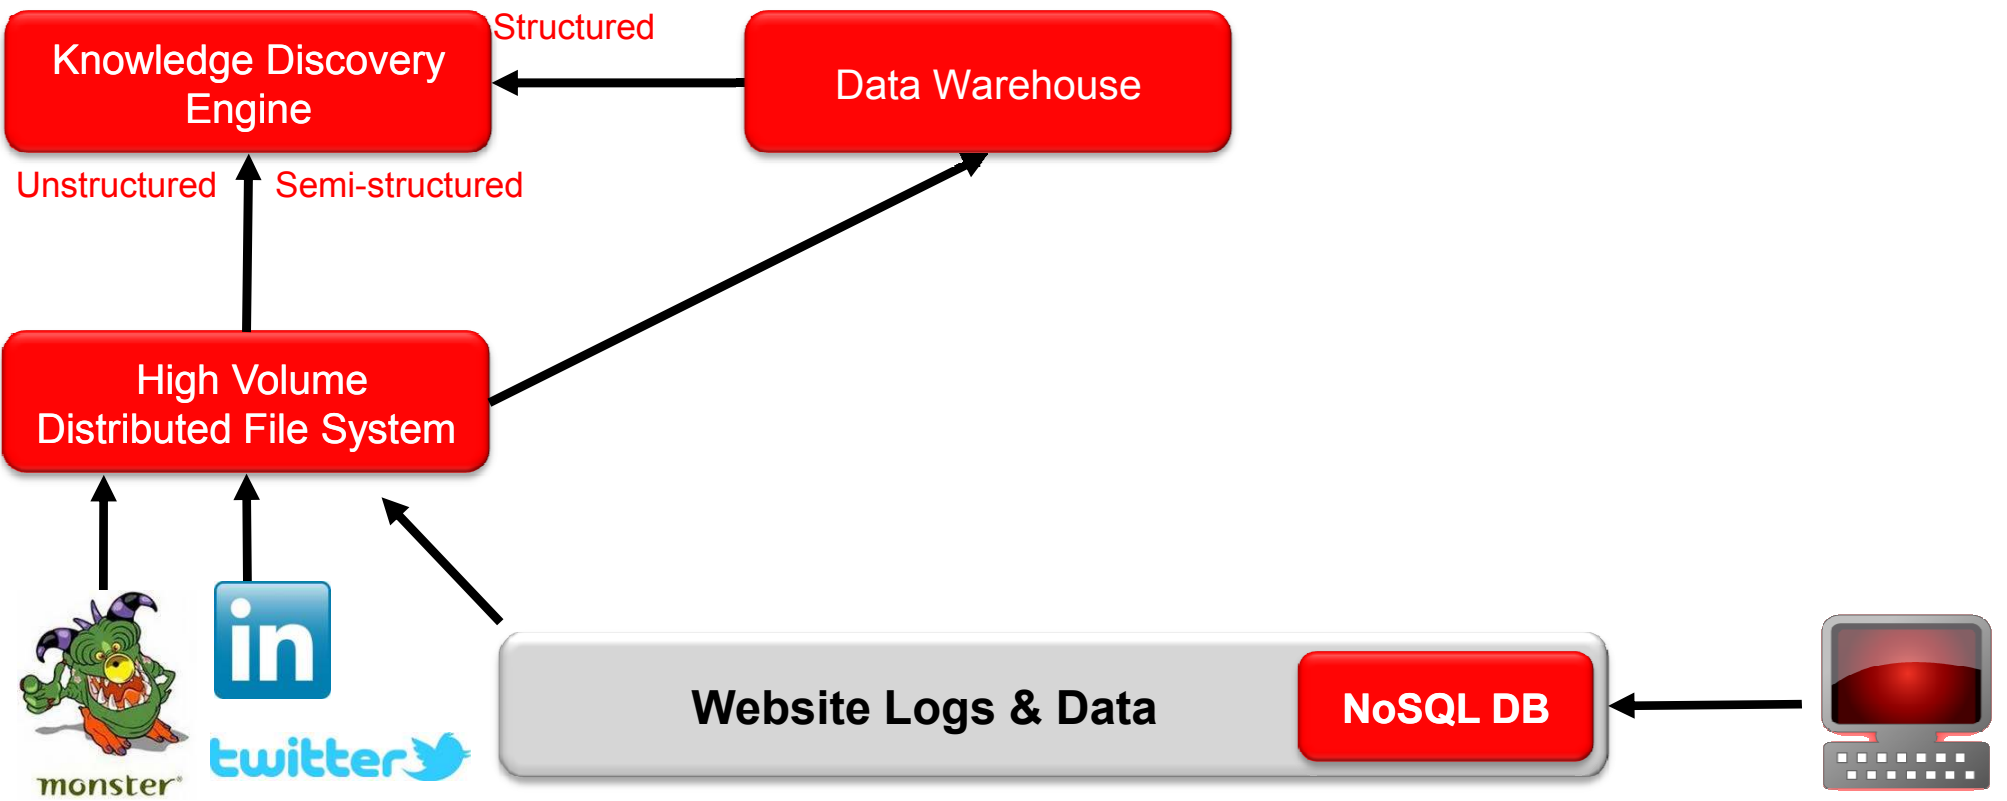 Structured
Knowledge Discovery
Engine
Data Warehouse
Unstructured
Semi-structured
High Volume
Distributed File System
in
Website Logs & Data
NoSQL DB
twitter
monster®